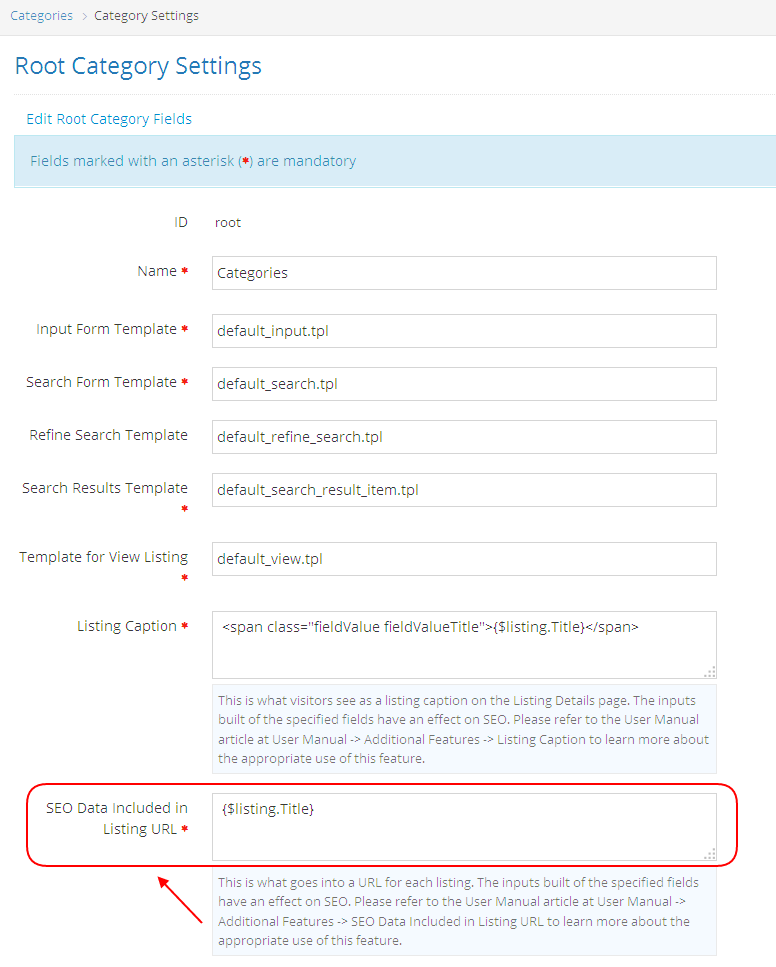 Categories > Category Settings
Root Category Settings
Edit Root Category Fields
Fields marked with an asterisk (*) are mandatory
ID root
Name * Categories
Input Form Template * default_input.tpl
Search Form Template * default_search.tpl
Refine Search Template default_refine_search.tpl
Search Results Template default_search_result_item.tpl
*
Template for View Listing default_view.tpl
*
Listing Caption * <span class="fieldValue fieldValueTitle">{$listing.Title}</span>
This is what visitors see as a listing caption on the Listing Details page. The inputs
built of the specified fields have an effect on SEO. Please refer to the User Manual
article at User Manual -> Additional Features -> Listing Caption to learn more about
the appropriate use of this feature.
SEO Data Included in {$listing.Title}
Listing URL *
This is what goes into a URL for each listing. The inputs built of the specified fields
have an effect on SEO. Please refer to the User Manual article at User Manual ->
Additional Features -> SEO Data Included in Listing URL to learn more about the
appropriate use of this feature.